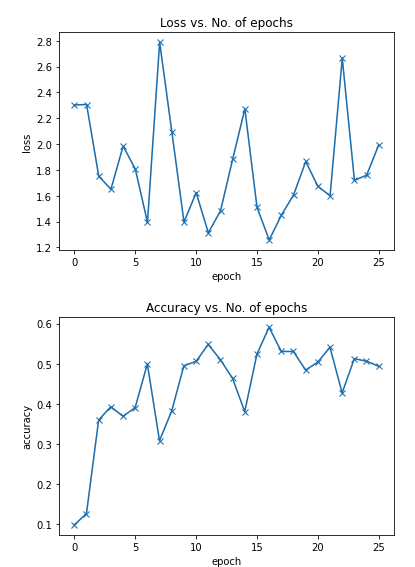 Loss vs. No. of epochs
2.8
2.6
2.4
2.2
2.0
1.8
1.6
1.4
1.2
loss
0 5 10 15 20 25
epoch
Accuracy vs. No. of epochs
0.6
0.5
0.4
0.3
0.2
0.1
accuracy
0 5 10 15 20 25
epoch